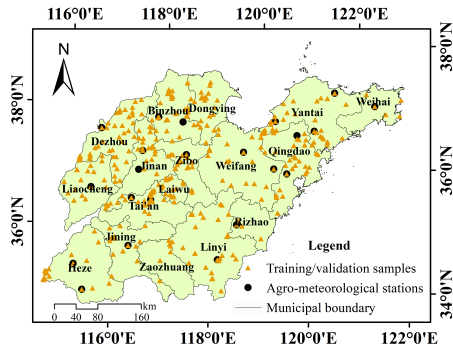 116°0'E 118°0'E 120°0'E 122°0'E
N
38°0'N
36°0'N
38°0'N
36°0'N
34°0'N
Binzhou
Dongying
Dezhou
Yantai
Weihai
Jinan
Zibo
Weifang
Qingdao
Liaocheng
Laiwu
Tai'an
Rizhao
Jining
Linyi
Heze
Zaozhuang
Legend
Training/validation samples
Agro-meteorological stations
Municipal boundary
0 40 80 160
km
116°0'E 118°0'E 120°0'E 122°0'E